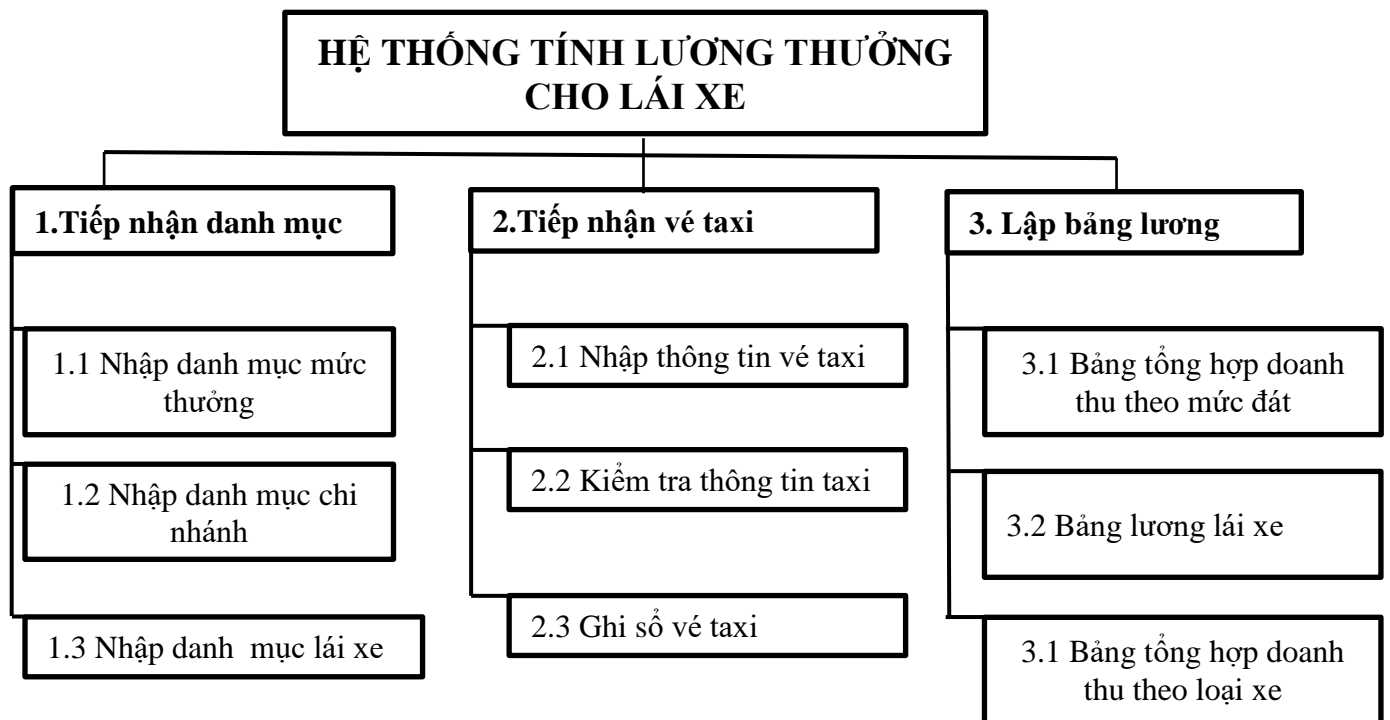 HỆ THỐNG TÍNH LƯƠNG THƯỞNG
CHO LÁI XE
1.Tiếp nhận danh mục
1.1 Nhập danh mục mức
thưởng
1.2 Nhập danh mục chi
nhánh
1.3 Nhập danh mục lái xe
2.Tiếp nhận vé taxi
2.1 Nhập thông tin vé taxi
2.2 Kiểm tra thông tin taxi
2.3 Ghi sổ vé taxi
3. Lập bảng lương
3.1 Bảng tổng hợp doanh
thu theo mức đát
3.2 Bảng lương lái xe
3.1 Bảng tổng hợp doanh
thu theo loại xe